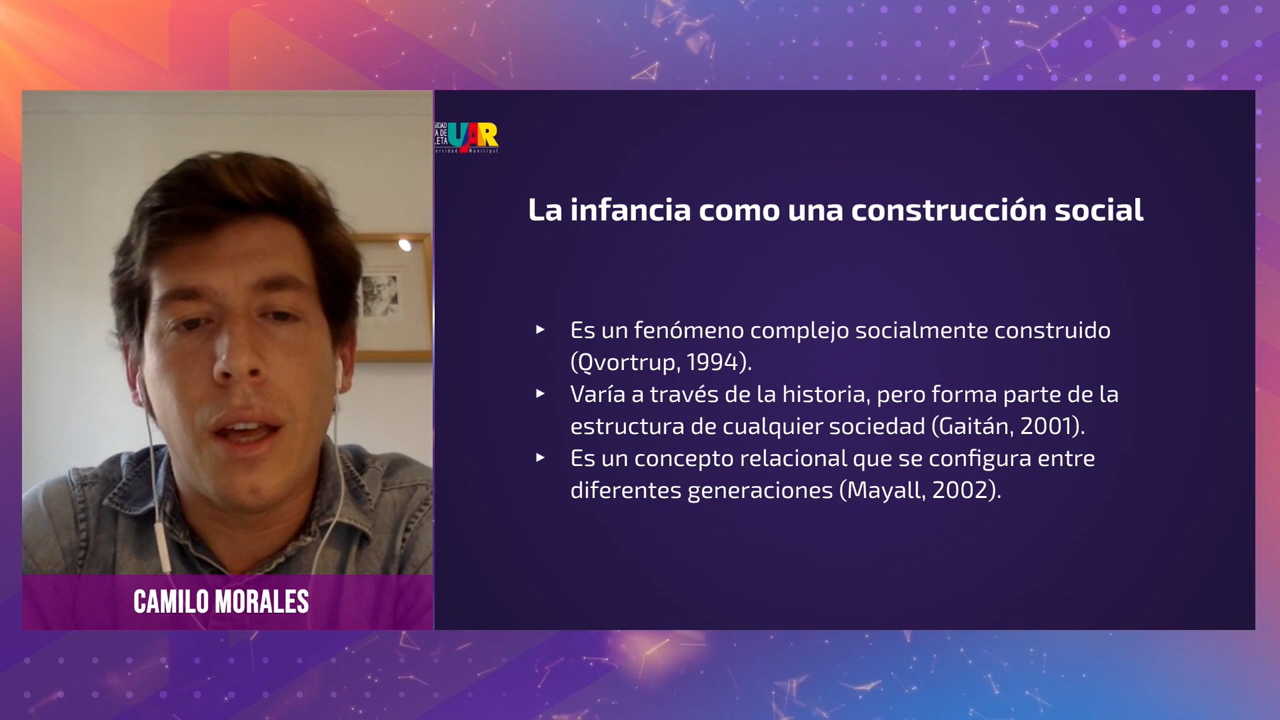 UAR
La infancia como una construcción social
▸ Es un fenómeno complejo socialmente construido
(Qvortrup, 1994).
▸ Varía a través de la historia, pero forma parte de la
estructura de cualquier sociedad (Gaitán, 2001).
▸ Es un concepto relacional que se configura entre
diferentes generaciones (Mayall, 2002).
CAMILO MORALES